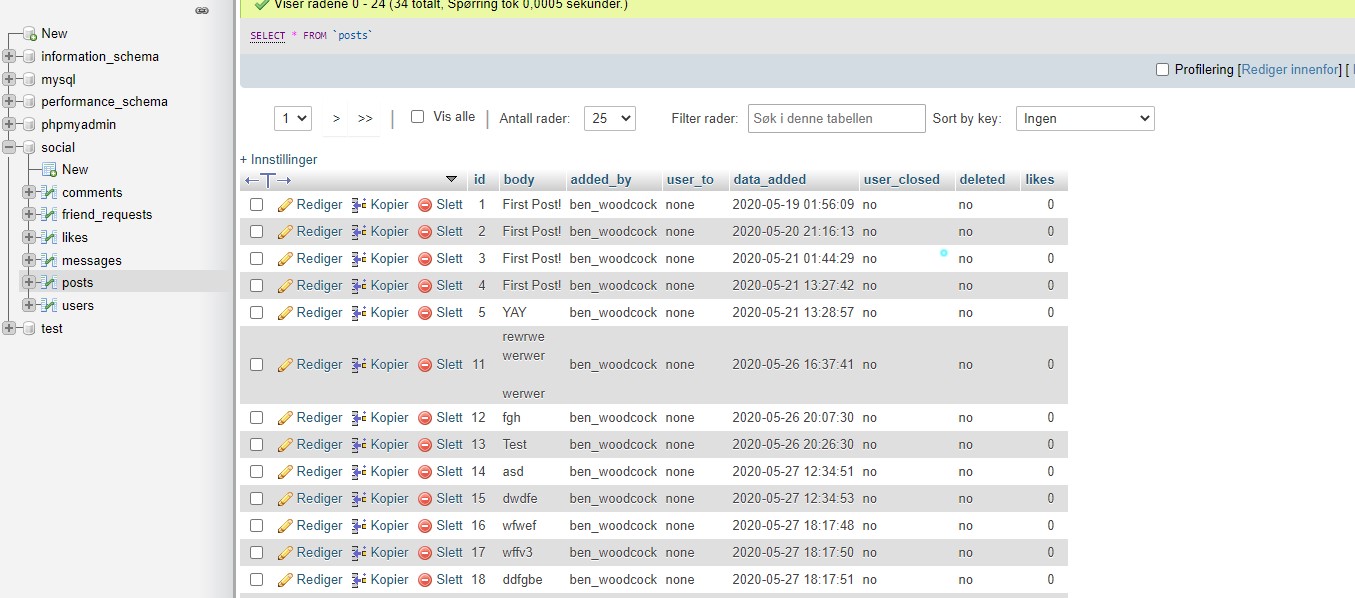 Viser radene 0 - 24 (34 totalt, Spørring tok 0,0005 sekunder.)
SELECT * FROM `posts`
Profilering [Rediger innenfor] [
1 > >> | Vis alle | Antall rader: 25 Filter rader: Søk i denne tabellen Sort by key: Ingen
+ Innstillinger
New
information_schema
mysql
performance_schema
phpmyadmin
social
New
comments
friend_requests
likes
messages
posts
users
test
←T→ id body added_by user_to data_added user_closed deleted likes
Rediger Kopier Slett 1 First Post! ben_woodcock none 2020-05-19 01:56:09 no no 0
Rediger Kopier Slett 2 First Post! ben_woodcock none 2020-05-20 21:16:13 no no 0
Rediger Kopier Slett 3 First Post! ben_woodcock none 2020-05-21 01:44:29 no no 0
Rediger Kopier Slett 4 First Post! ben_woodcock none 2020-05-21 13:27:42 no no 0
Rediger Kopier Slett 5 YAY ben_woodcock none 2020-05-21 13:28:57 no no 0
rewrwe
werwer
Rediger Kopier Slett 11 ben_woodcock none 2020-05-26 16:37:41 no no 0
werwer
Rediger Kopier Slett 12 fgh ben_woodcock none 2020-05-26 20:07:30 no no 0
Rediger Kopier Slett 13 Test ben_woodcock none 2020-05-26 20:26:30 no no 0
Rediger Kopier Slett 14 asd ben_woodcock none 2020-05-27 12:34:51 no no 0
Rediger Kopier Slett 15 dwdfe ben_woodcock none 2020-05-27 12:34:53 no no 0
Rediger Kopier Slett 16 wfwef ben_woodcock none 2020-05-27 18:17:48 no no 0
Rediger Kopier Slett 17 wffv3 ben_woodcock none 2020-05-27 18:17:50 no no 0
Rediger Kopier Slett 18 ddfgbe ben_woodcock none 2020-05-27 18:17:51 no no 0